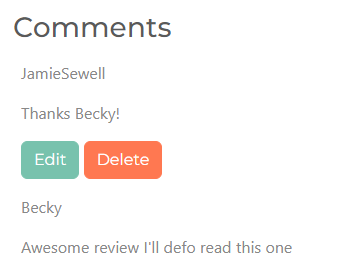 Comments
JamieSewell
Thanks Becky!
Edit Delete
Becky
Awesome review I'll defo read this one